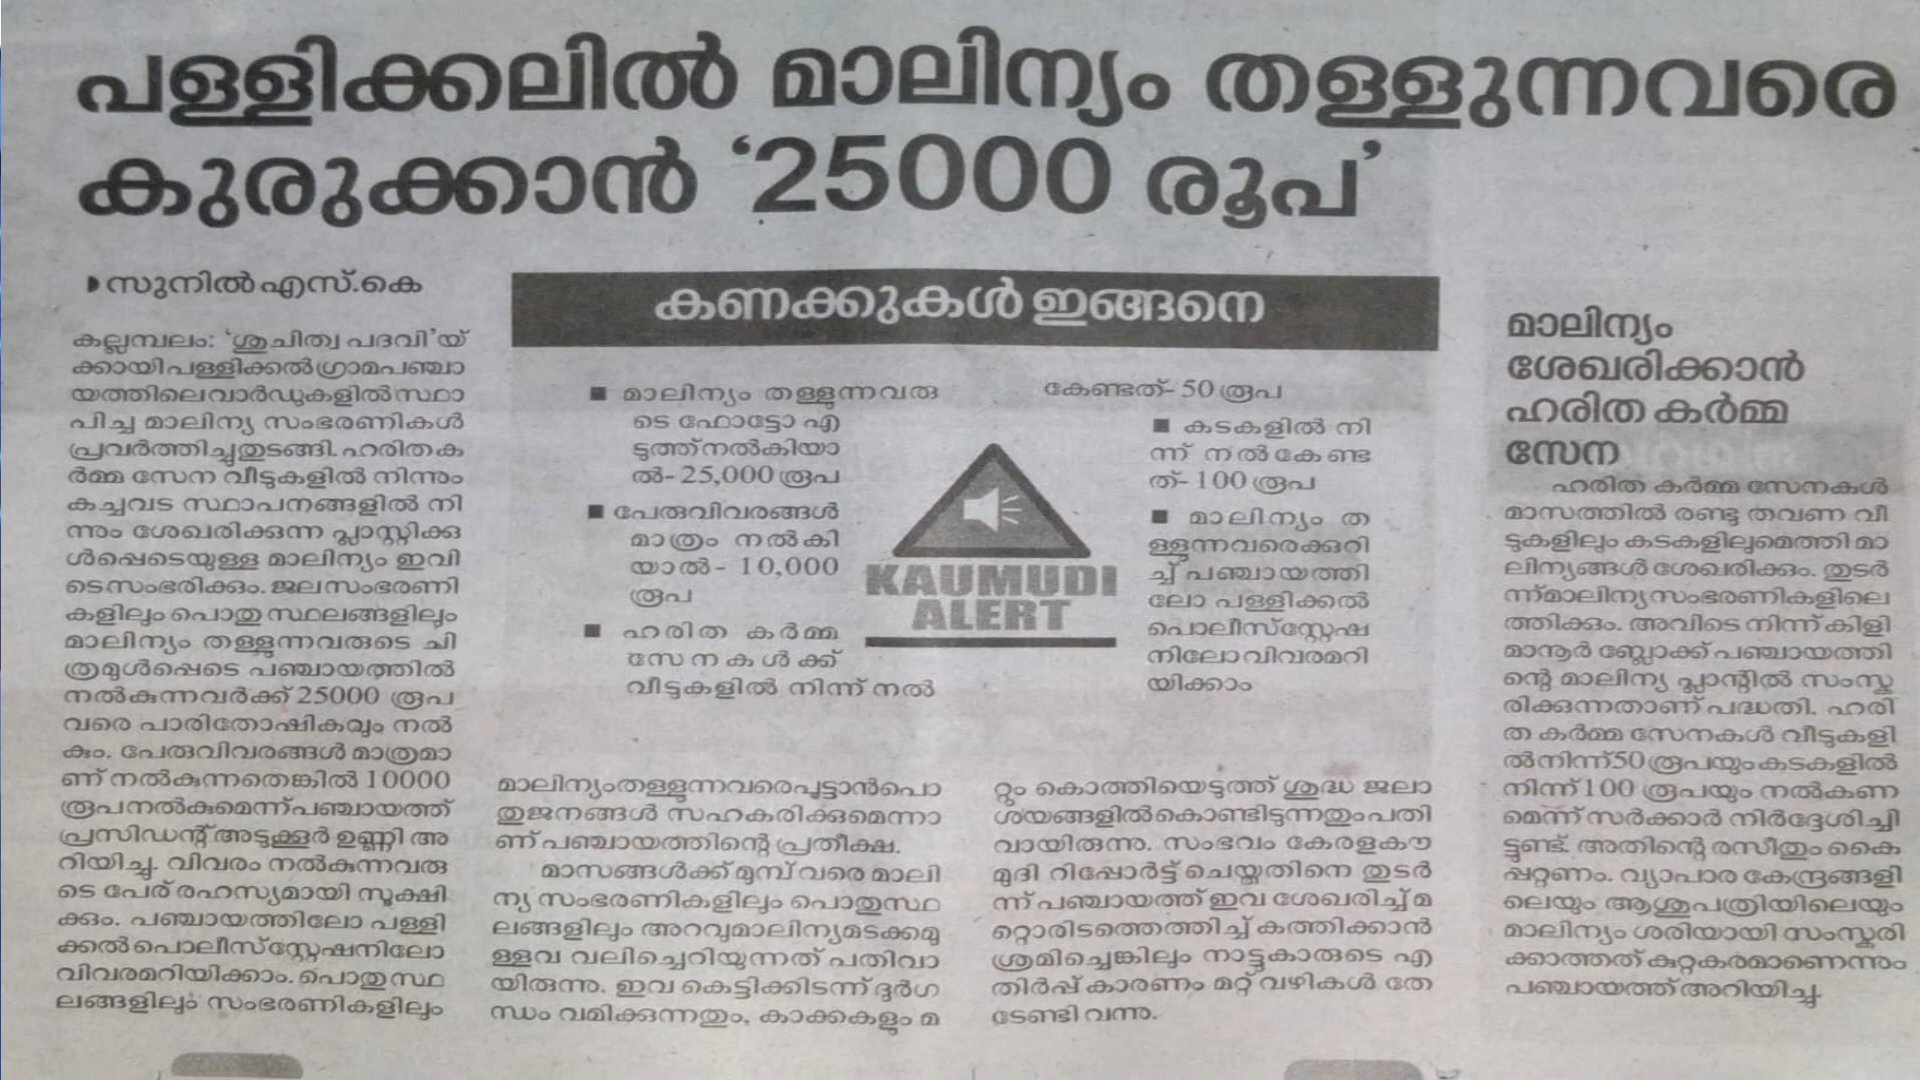 പള്ളിക്കലിൽ മാലിന്യം തള്ളുന്നവരെ
കുരുക്കാൻ ‘25000 രൂപ’
സുനിൽ എസ്.കെ
കല്ലമ്പലം: ‘ശുചിത്വ പദവി’യ്
ക്കായി പള്ളിക്കൽ ഗ്രാമപഞ്ചാ
യത്തിലെ വാർഡുകളിൽ സ്ഥാ
പിച്ച മാലിന്യ സംഭരണികൾ
പ്രവർത്തിച്ചുതുടങ്ങി. ഹരിതക
ർമ്മ സേന വീട്ടുകളിൽ നിന്നും
കച്ചവട സ്ഥാപനങ്ങളിൽ നി
ന്നും ശേഖരിക്കുന്ന പ്ലാസ്റ്റിക്കു
ൾപ്പെടെയുള്ള മാലിന്യം ഇവി
ടെ സംഭരിക്കും. ജലസംഭരണി
കളിലും പൊതു സ്ഥലങ്ങളിലും
മാലിന്യം തള്ളുന്നവരുടെ ചി
ത്രമുൾപ്പെടെ പഞ്ചായത്തിൽ
നൽകുന്നവർക്ക് 25000 രൂപ
വരെ പാരിതോഷികവും നൽ
കും. പേരുവിവരങ്ങൾ മാത്രമാ
ണ് നൽകുന്നതെങ്കിൽ 10000
രൂപ നൽകുമെന്ന് പഞ്ചായത്ത്
പ്രസിഡന്റ് അടുക്കൂർ ഉണ്ണി അ
റിയിച്ചു. വിവരം നൽകുന്നവരു
ടെ പേര് രഹസ്യമായി സൂക്ഷി
ക്കും. പഞ്ചായത്തിലോ പള്ളി
ക്കൽ പൊലീസ് സ്റ്റേഷനിലോ
വിവരമറിയിക്കാം. പൊതു സ്ഥ
ലങ്ങളിലും സംഭരണികളിലും
കണക്കുകൾ ഇങ്ങനെ
■ മാലിന്യം തള്ളുന്നവരു
ടെ ഫോട്ടോ എ
ടുത്ത് നൽകിയാ
ൽ- 25,000 രൂപ
■ പേരുവിവരങ്ങൾ
മാത്രം നൽകി
യാൽ- 10,000
രൂപ
■ ഹരിത കർമ്മ
സേനകൾക്ക്
വീട്ടുകളിൽ നിന്ന് നൽ
കേണ്ടത്- 50 രൂപ
■ കടകളിൽ നി
ന്ന് നൽകേണ്ട
ത്- 100 രൂപ
■ മാലിന്യം ത
ള്ളുന്നവരെക്കുറി
ച്ച് പഞ്ചായത്തി
ലോ പള്ളിക്കൽ
പൊലീസ് സ്റ്റേഷ
നിലോ വിവരമറി
യിക്കാം
KAUMUDI
ALERT
മാലിന്യം തള്ളുന്നവരെ പൂട്ടാൻ പൊ
തുജനങ്ങൾ സഹകരിക്കുമെന്നാ
ണ് പഞ്ചായത്തിന്റെ പ്രതീക്ഷ.
മാസങ്ങൾക്ക് മുമ്പ് വരെ മാലി
ന്യ സംഭരണികളിലും പൊതുസ്ഥ
ലങ്ങളിലും അറവുമാലിന്യമടക്കമു
ള്ളവ വലിച്ചെറിയുന്നത് പതിവാ
യിരുന്നു. ഇവ കെട്ടിക്കിടന്ന് ദുർഗ
ന്ധം വമിക്കുന്നതും, കാക്കകളും മ
റ്റും കൊത്തിയെടുത്ത് ശുദ്ധ ജലാ
ശയങ്ങളിൽ കൊണ്ടിടുന്നതും പതി
വായിരുന്നു. സംഭവം കേരളകൗ
മുദി റിപ്പോർട്ട് ചെയ്തതിനെ തുടർ
ന്ന് പഞ്ചായത്ത് ഇവ ശേഖരിച്ച് മ
റ്റൊരിടത്തെത്തിച്ച് കത്തിക്കാൻ
ശ്രമിച്ചെങ്കിലും നാട്ടുകാരുടെ എ
തിർപ്പ് കാരണം മറ്റ് വഴികൾ തേ
ടേണ്ടി വന്നു.
മാലിന്യം
ശേഖരിക്കാൻ
ഹരിത കർമ്മ
സേന
ഹരിത കർമ്മ സേനകൾ
മാസത്തിൽ രണ്ടു തവണ വീ
ട്ടുകളിലും കടകളിലുമെത്തി മാ
ലിന്യങ്ങൾ ശേഖരിക്കും. തുടർ
ന്ന് മാലിന്യ സംഭരണികളിലെ
ത്തിക്കും. അവിടെ നിന്ന് കിളി
മാനൂർ ബ്ലോക്ക് പഞ്ചായത്തി
ന്റെ മാലിന്യ പ്ലാന്റിൽ സംസ്ക
രിക്കുന്നതാണ് പദ്ധതി. ഹരി
ത കർമ്മ സേനകൾ വീട്ടുകളി
ൽ നിന്ന് 50 രൂപയും കടകളിൽ
നിന്ന് 100 രൂപയും നൽകണ
മെന്ന് സർക്കാർ നിർദ്ദേശിച്ചി
ട്ടുണ്ട്. അതിന്റെ രസീതും കൈ
പ്പറ്റണം. വ്യാപാര കേന്ദ്രങ്ങളി
ലെയും ആശുപത്രിയിലെയും
മാലിന്യം ശരിയായി സംസ്കരി
ക്കാത്തത് കുറ്റകരമാണെന്നും
പഞ്ചായത്ത് അറിയിച്ചു.